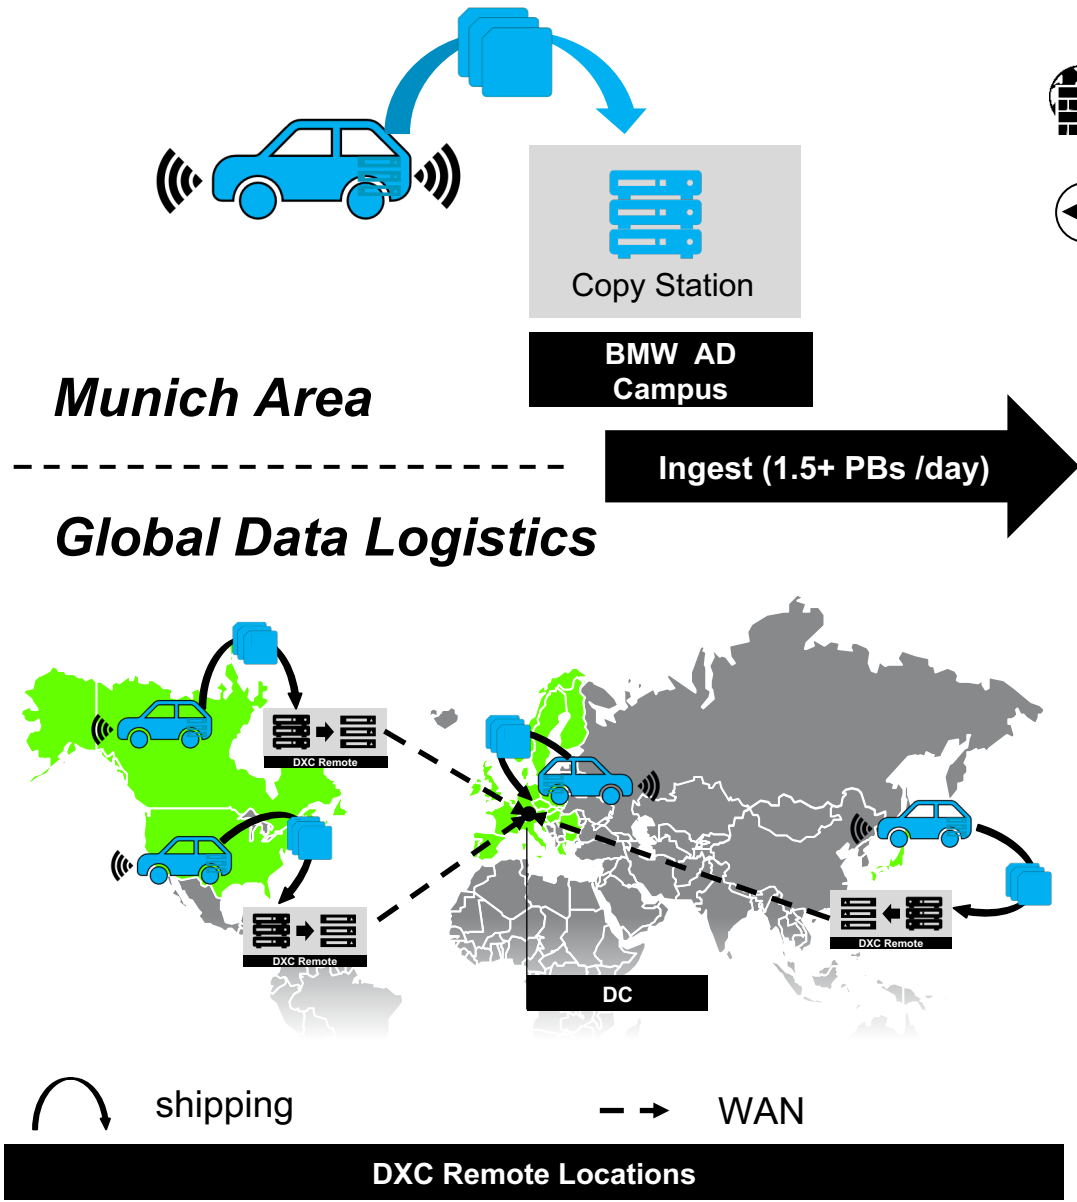 Copy Station
BMW AD
Campus
Munich Area
Ingest (1.5+ PBs /day)
Global Data Logistics
DXC Remote
DXC Remote
DXC Remote
DC
shipping
WAN
DXC Remote Locations